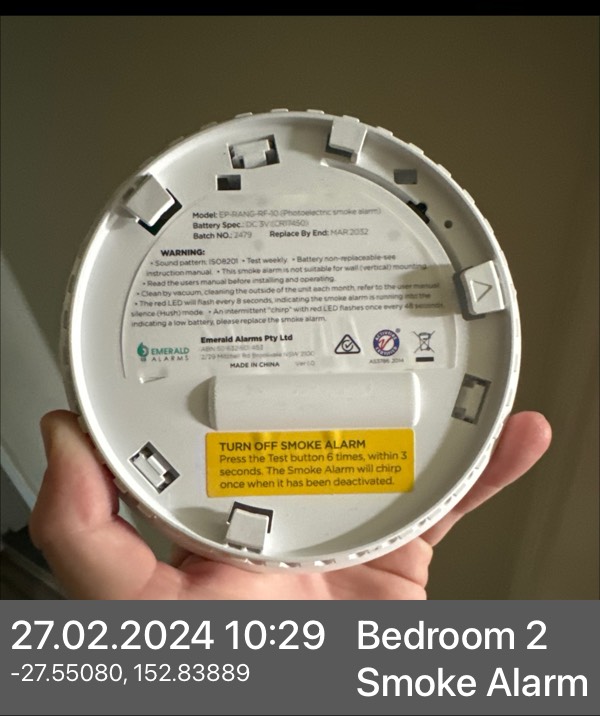 Model: EP-RANG-RF-10 (Photoelectric smoke alarm)
Battery Spec.: DC 3V (CR17450)
Batch NO.: 2479 Replace By End: MAR 2032
WARNING:
• Sound pattern: ISO8201 • Test weekly • Battery non-replaceable-see
instruction manual. • This smoke alarm is not suitable for wall (vertical) mounting.
• Read the users manual before installing and operating.
• Clean by vacuum, cleaning the outside of the unit each month, refer to the user manual.
• The red LED will flash every 8 seconds, indicating the smoke alarm is running into the
silence (Hush) mode. • An intermittent "chirp" with red LED flashes once every 48 seconds,
indicating a low battery, please replace the smoke alarm.
Emerald Alarms Pty Ltd
EMERALD
ALARMS
MADE IN CHINA Ver1.0
AS3786: 2014
TURN OFF SMOKE ALARM
Press the Test button 6 times, within 3
seconds. The Smoke Alarm will chirp
once when it has been deactivated.
27.02.2024 10:29
-27.55080, 152.83889
Bedroom 2
Smoke Alarm